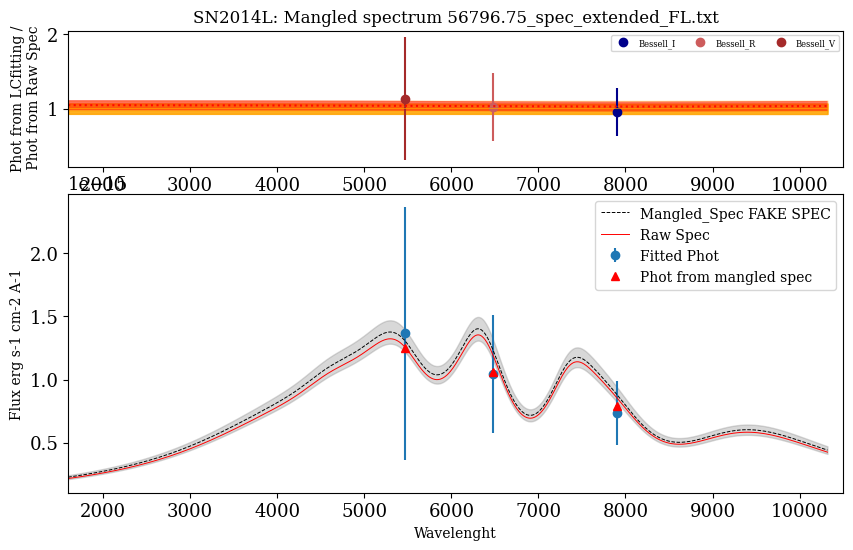 SN2014L: Mangled spectrum 56796.75_spec_extended_FL.txt
Phot from LCfitting /
Phot from Raw Spec
2
1
Bessell_I Bessell_R Bessell_V
2000 3000 4000 5000 6000 7000 8000 9000 10000
Flux erg s-1 cm-2 A-1
2.0
1.5
1.0
0.5
Mangled_Spec FAKE SPEC
Raw Spec
Fitted Phot
Phot from mangled spec
2000 3000 4000 5000 6000 7000 8000 9000 10000
Wavelenght